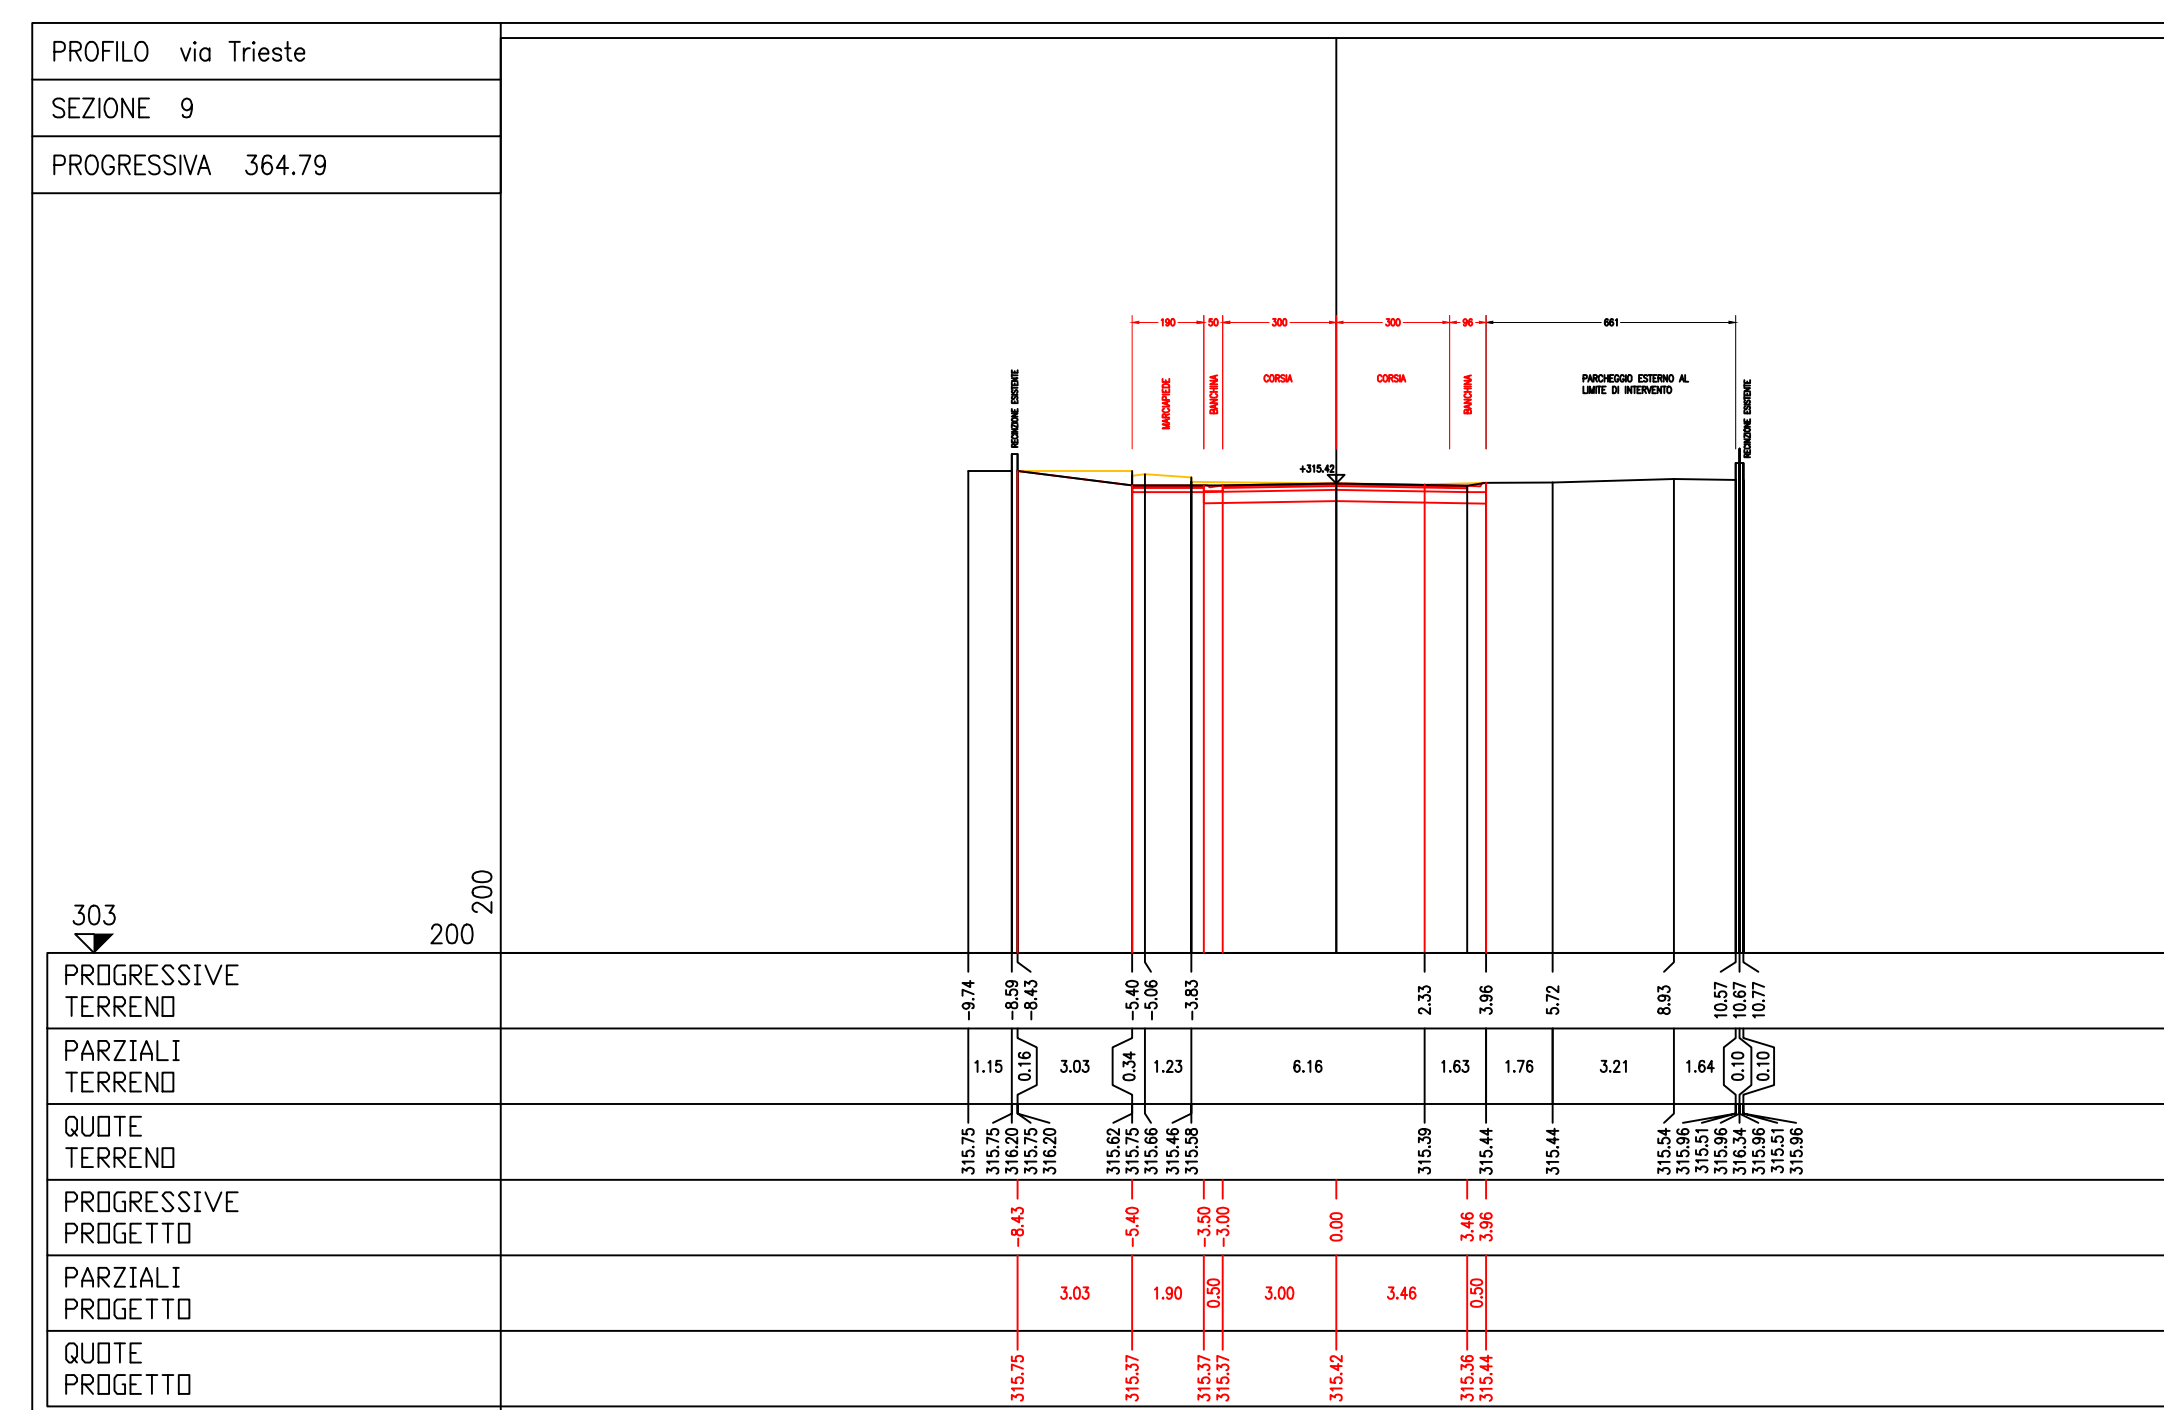 PROFILO via Trieste
SEZIONE 9
PROGRESSIVA 364.79
190 50 300 300 96 661
MARCIAPIEDE
BANCHINA
CORSIA
CORSIA
BANCHINA
PARCHEGGIO ESTERNO AL
LIMITE DI INTERVENTO
RECINZIONE ESISTENTE
RECINZIONE ESISTENTE
+315.42
200
303
200
PROGRESSIVE
TERRENO
-9.74 -8.59 -8.43 -5.40 -5.06 -3.83 2.33 3.96 5.72 8.93 10.57 10.67 10.77
PARZIALI
TERRENO
1.15 0.16 3.03 0.34 1.23 6.16 1.63 1.76 3.21 1.64 0.10 0.10
QUOTE
TERRENO
315.75 315.75 316.20 315.75 316.20 315.62 315.75 315.66 315.46 315.58 315.39 315.44 315.44 315.54 315.96 315.51 315.96 316.34 315.96 315.51 315.96
PROGRESSIVE
PROGETTO
-8.43 -5.40 -3.50 -3.00 0.00 3.46 3.96
PARZIALI
PROGETTO
3.03 1.90 0.50 3.00 3.46 0.50
QUOTE
PROGETTO
315.75 315.37 315.37 315.37 315.42 315.36 315.44